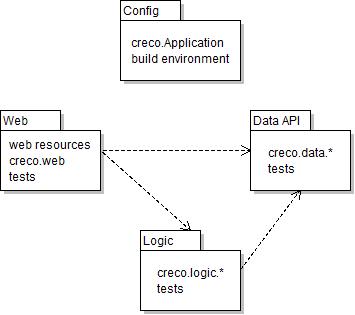 Config
creco.Application
build environment
Web
web resources
creco.web
tests
Data API
creco.data.*
tests
Logic
creco.logic.*
tests